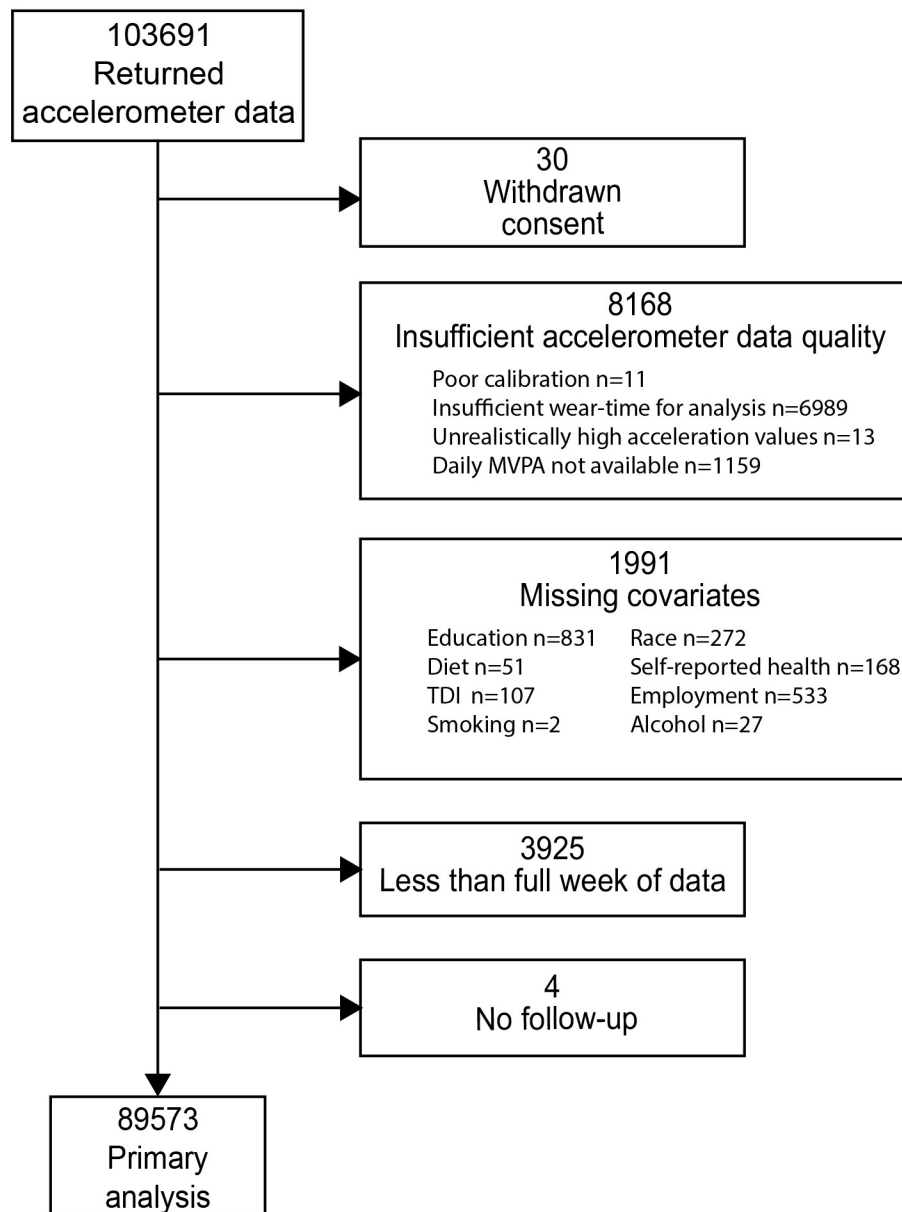 103691
Returned
accelerometer data
30
Withdrawn
consent
8168
Insufficient accelerometer data quality
Poor calibration n=11
Insufficient wear-time for analysis n=6989
Unrealistically high acceleration values n=13
Daily MVPA not available n=1159
1991
Missing covariates
Education n=831 Race n=272
Diet n=51 Self-reported health n=168
TDI n=107 Employment n=533
Smoking n=2 Alcohol n=27
3925
Less than full week of data
4
No follow-up
89573
Primary
analysis